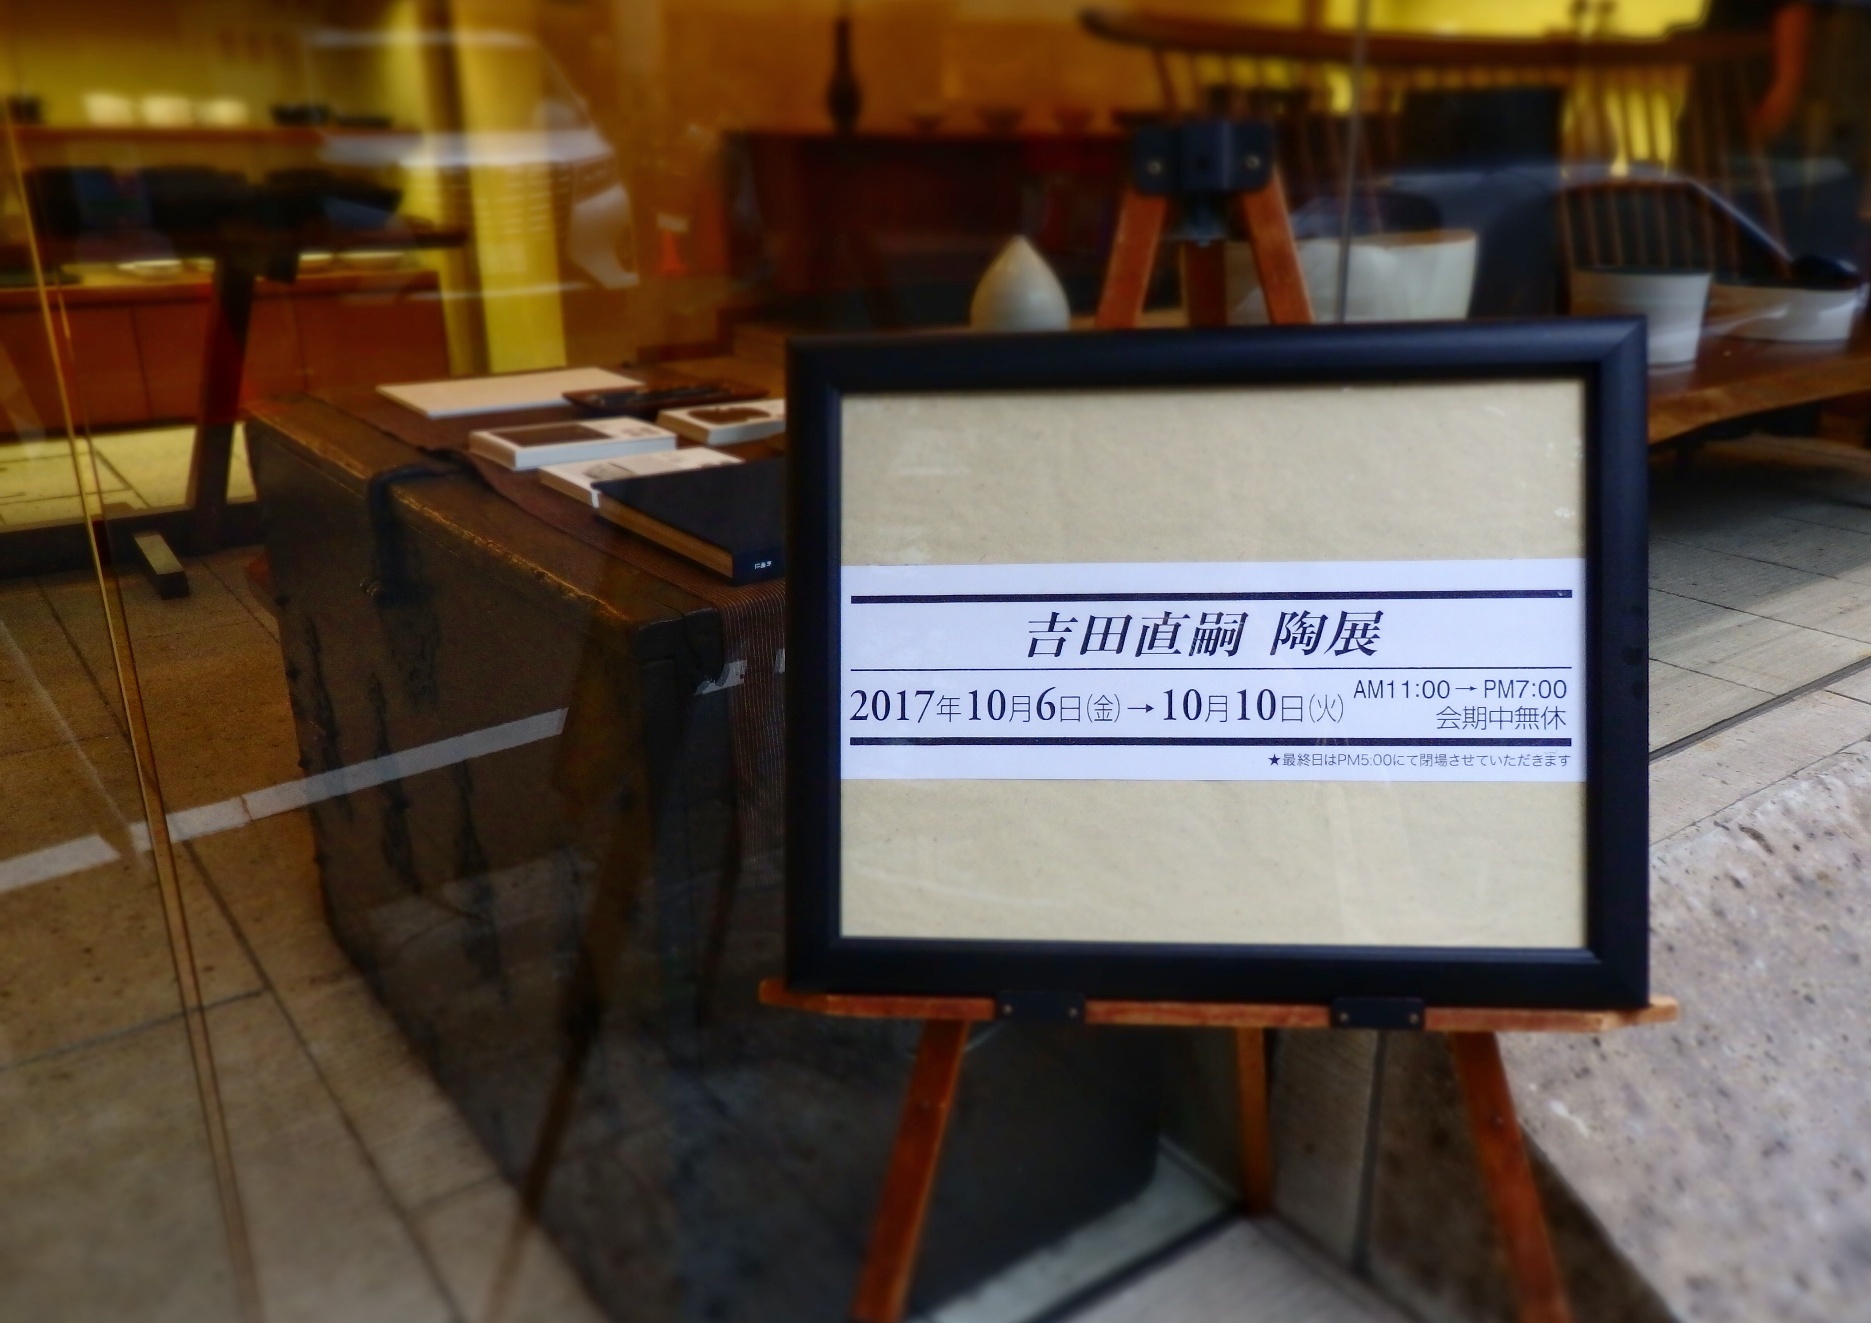 吉田直嗣 陶展
2017年10月6日(金)→10月10日(火)
AM11:00→PM7:00
会期中無休
★最終日はPM5:00にて閉場させていただきます